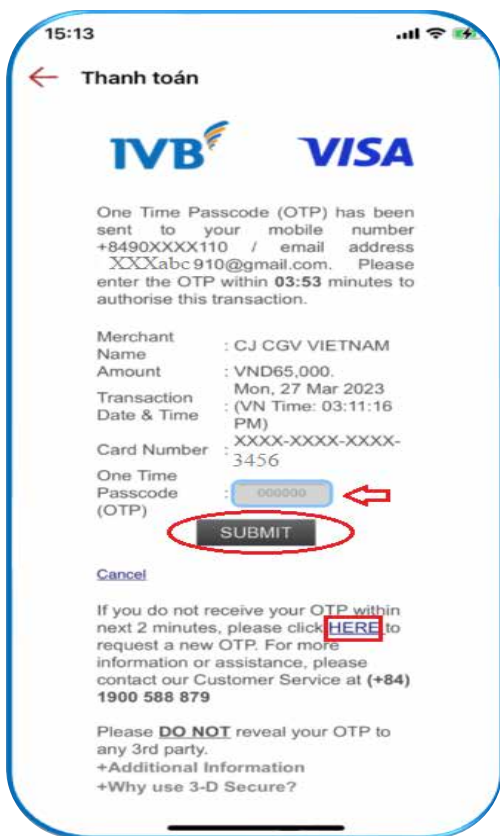 15:13
Thanh toán
IVB VISA
One Time Passcode (OTP) has been
sent to your mobile number
+8490XXXX110 / email address
XXXabc910@gmail.com. Please
enter the OTP within 03:53 minutes to
authorise this transaction.
Merchant Name : CJ CGV VIETNAM
Amount : VND65,000.
Transaction Date & Time : Mon, 27 Mar 2023 (VN Time: 03:11:16 PM)
Card Number : XXXX-XXXX-XXXX-3456
One Time Passcode (OTP) : 000000
SUBMIT
Cancel
If you do not receive your OTP within
next 2 minutes, please click HERE to
request a new OTP. For more
information or assistance, please
contact our Customer Service at (+84)
1900 588 879
Please DO NOT reveal your OTP to
any 3rd party.
+Additional Information
+Why use 3-D Secure?